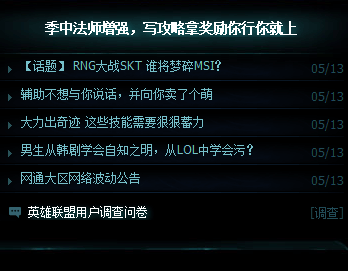 季中法师增强，写攻略拿奖励你行你就上
【话题】 RNG大战SKT 谁将梦碎MSI？ 05/13
辅助不想与你说话，并向你卖了个萌 05/13
大力出奇迹 这些技能需要狠狠蓄力 05/13
男生从韩剧学会自知之明，从LOL中学会污？ 05/13
网通大区网络波动公告 05/13
英雄联盟用户调查问卷 [调查]